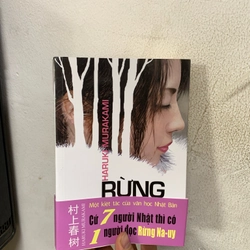 HARUKI MURAKAMI
RỪNG
Một kiệt tác của văn học Nhật Bản
村上春树
Cứ 7 người Nhật thì có
1 người đọc Rừng Na-uy